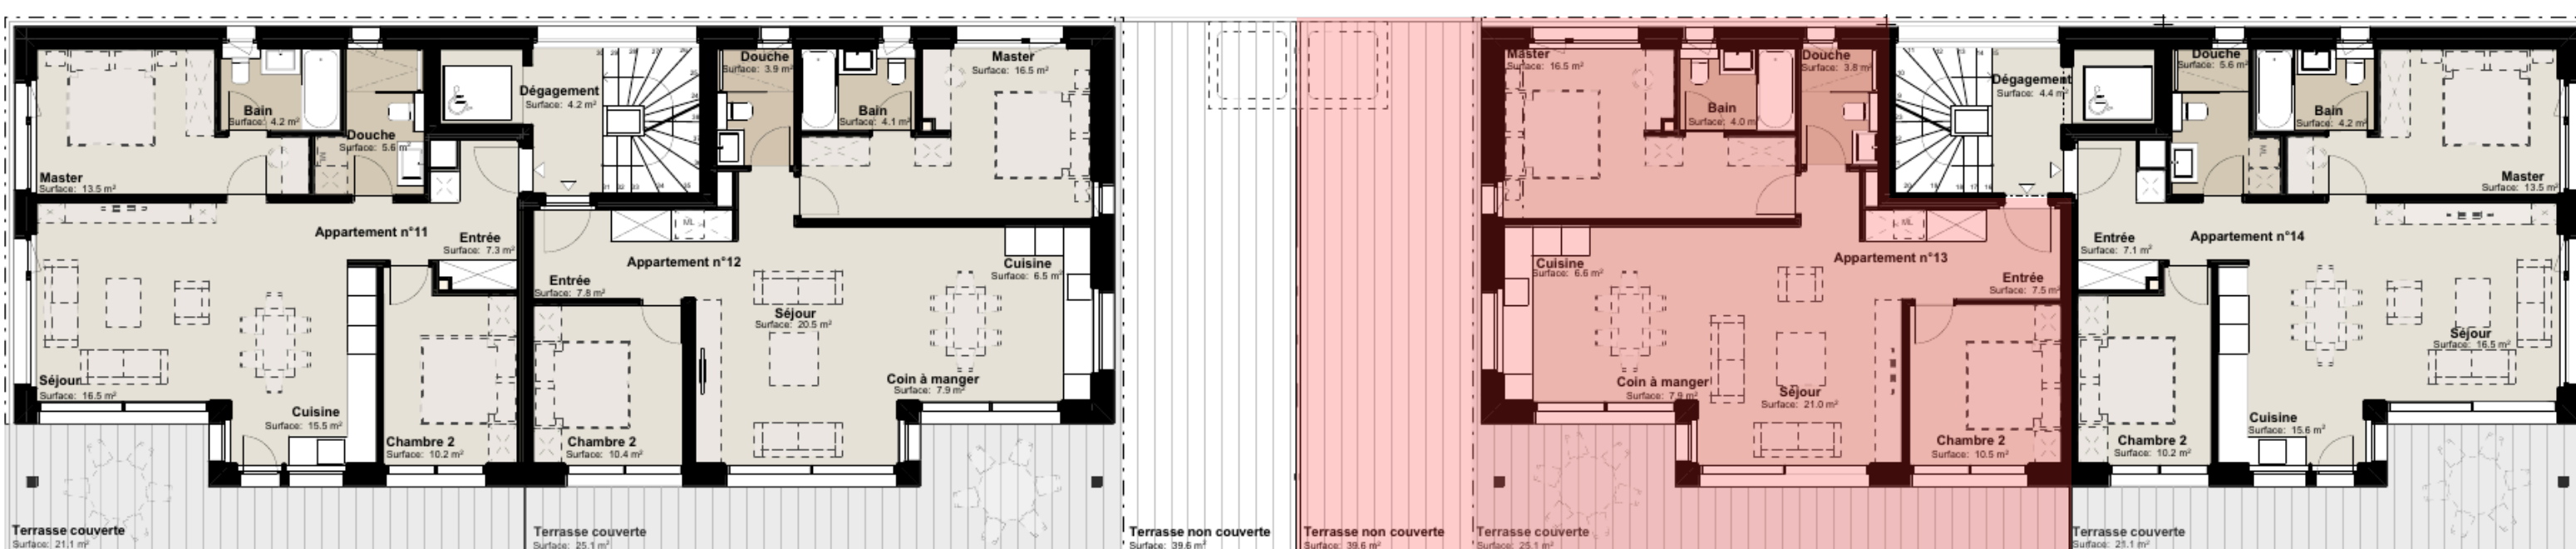 Master
Surface: 13.5 m²
Bain
Surface: 4.2 m²
Douche
Surface: 5.6 m²
Appartement n°11
Entrée
Surface: 7.3 m²
Séjour
Surface: 16.5 m²
Cuisine
Surface: 15.5 m²
Chambre 2
Surface: 10.2 m²
Terrasse couverte
Surface: 21.1 m²
Dégagement
Surface: 4.2 m²
Douche
Surface: 3.9 m²
Bain
Surface: 4.1 m²
Master
Surface: 16.5 m²
ML
Appartement n°12
Entrée
Surface: 7.8 m²
Cuisine
Surface: 6.5 m²
Séjour
Surface: 20.5 m²
Coin à manger
Surface: 7.9 m²
Chambre 2
Surface: 10.4 m²
Terrasse couverte
Surface: 25.1 m²
Terrasse non couverte
Surface: 39.6 m²
Terrasse non couverte
Surface: 39.6 m²
Master
Surface: 16.5 m²
Bain
Surface: 4.0 m
Douche
Surface: 3.8 m²
ML
Appartement n°13
Cuisine
Surface: 6.6 m²
Entrée
Surface: 7.5 m²
Coin à manger
Surface: 7.9 m²
Séjour
Surface: 21.0 m²
Chambre 2
Surface: 10.5 m²
Terrasse couverte
Surface: 25.1 m²
Dégagement
Surface: 4.4 m²
Douche
Surface: 5.6 m²
Bain
Surface: 4.2 m²
ML
Master
Surface: 13.5 m²
Entrée
Surface: 7.1 m²
Appartement n°14
Séjour
Surface: 16.5 m²
Cuisine
Surface: 15.6 m²
Chambre 2
Surface: 10.2 m²
Terrasse couverte
Surface: 21.1 m²